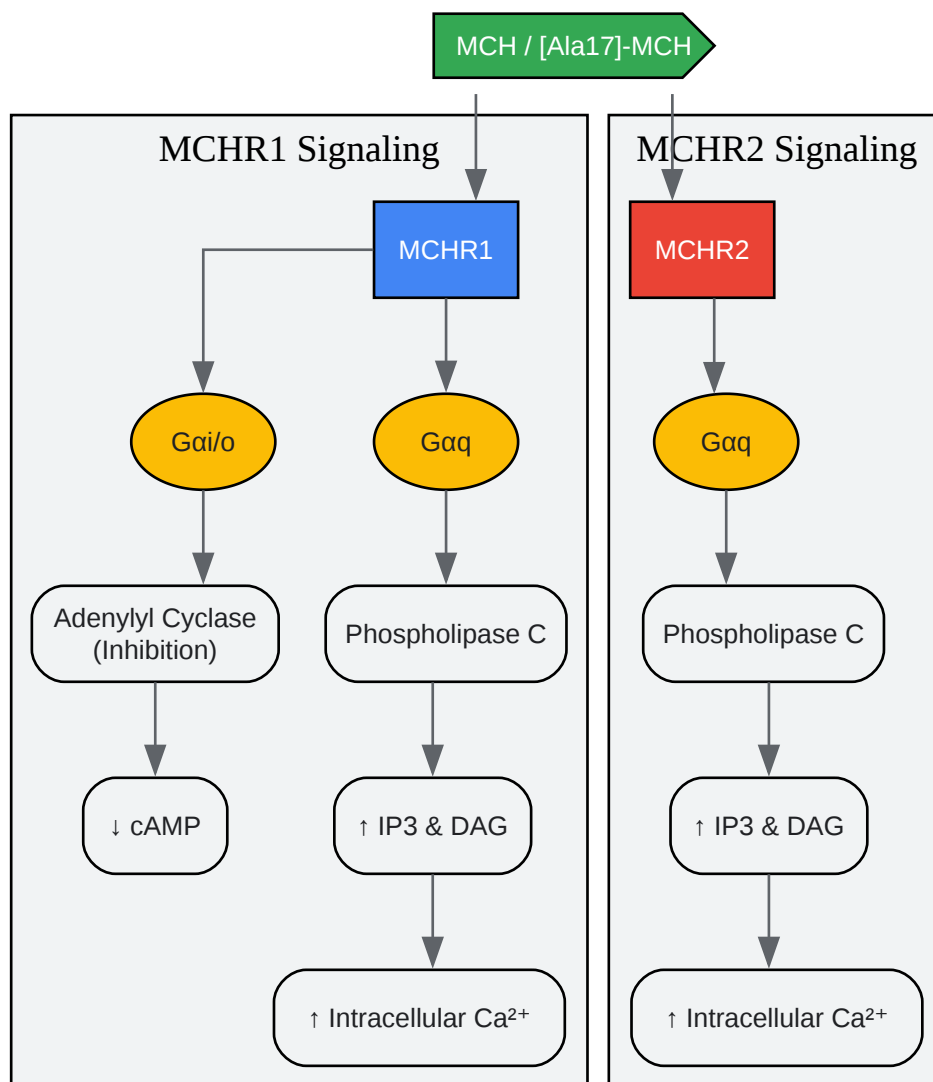 MCH / [Ala17]-MCH
MCHR1 Signaling
MCHR2 Signaling
MCHR1
MCHR2
Gαi/o
Gαq
Gαq
Adenylyl Cyclase
(Inhibition)
Phospholipase C
Phospholipase C
↓ cAMP
↑ IP3 & DAG
↑ IP3 & DAG
↑ Intracellular Ca²⁺
↑ Intracellular Ca²⁺